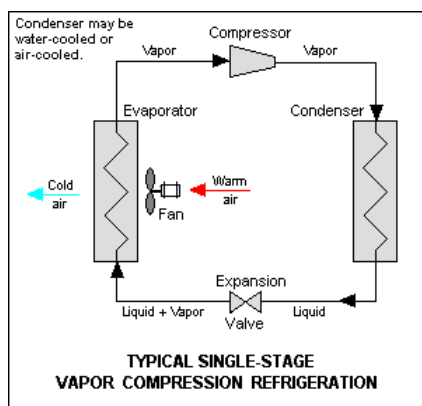 Condenser may be
water-cooled or
air-cooled.
Compressor
Vapor
Vapor
Evaporator
Condenser
Cold
air
Warm
air
Fan
Expansion
Valve
Liquid + Vapor
Liquid
TYPICAL SINGLE-STAGE
VAPOR COMPRESSION REFRIGERATION